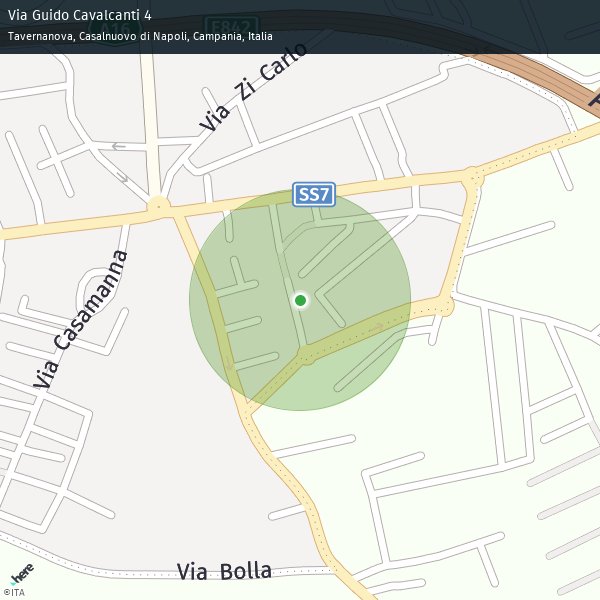 Via Guido Cavalcanti 4
Tavernanova, Casalnuovo di Napoli, Campania, Italia
A16
E842
Via Zi Carlo
SS7
Via Casamanna
Via Bolla
here
©ITA